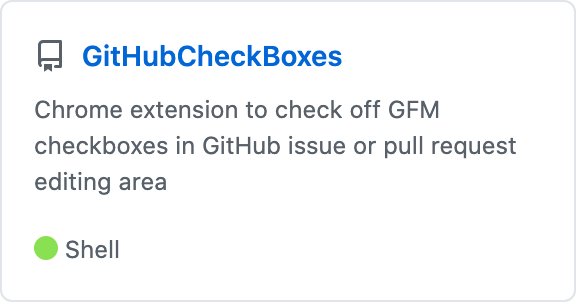 GitHubCheckBoxes
Chrome extension to check off GFM
checkboxes in GitHub issue or pull request
editing area
Shell